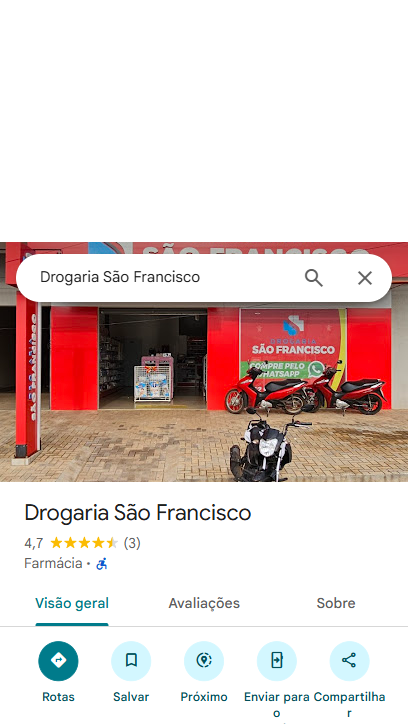 SÃO FRANCISCO
Drogaria São Francisco
DROGARIA
SÃO FRANCISCO
COMPRE PELO
WHATSAPP
Drogaria São Francisco
4,7 (3)
Farmácia ·
Visão geral
Avaliações
Sobre
Rotas
Salvar
Próximo
Enviar para
o
Compartilha
r